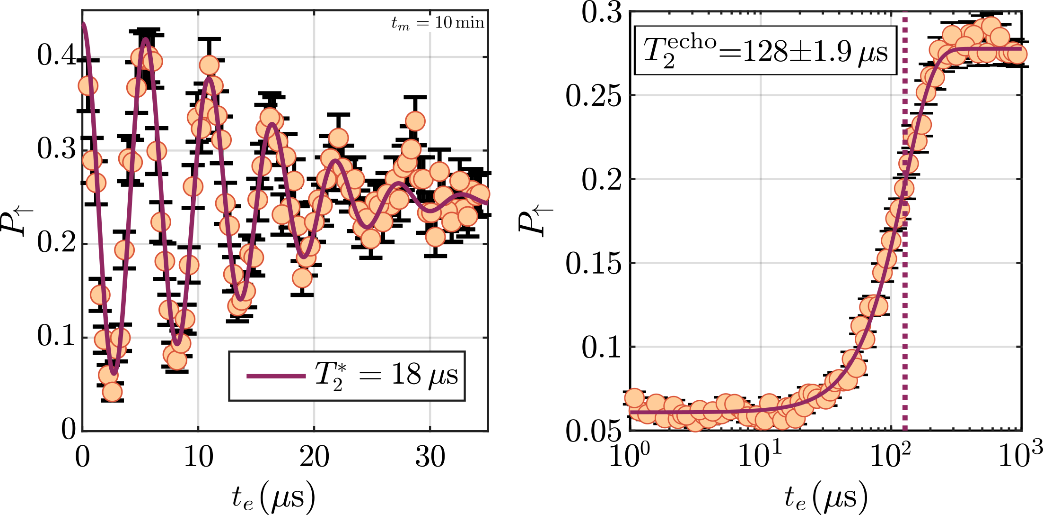 t_m = 10 min
0.4
0.3
0.2
0.1
0
P↑
0 10 20 30
t_e (μs)
T_2^* = 18 μs
T_2^echo=128±1.9 μs
0.3
0.25
0.2
0.15
0.1
0.05
P↑
10^0 10^1 10^2 10^3
t_e (μs)